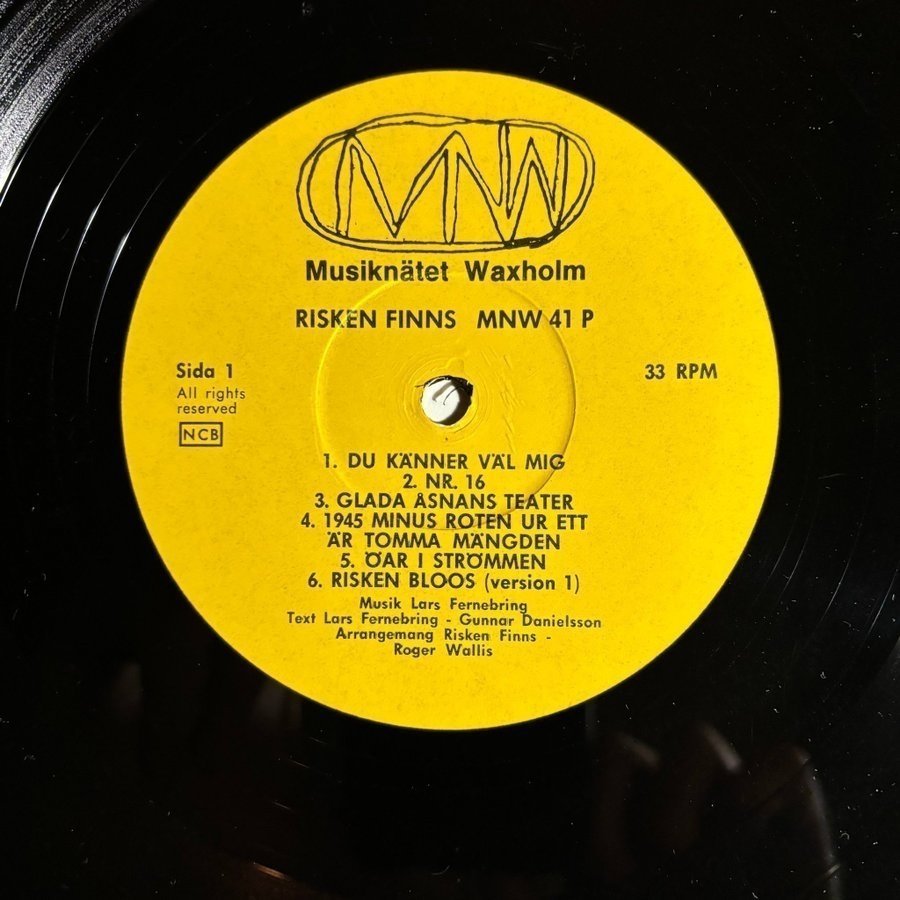 MNW
Musiknätet Waxholm
RISKEN FINNS MNW 41 P
Sida 1
33 RPM
All rights
reserved
NCB
1. DU KÄNNER VÄL MIG
2. NR. 16
3. GLADA ÅSNANS TEATER
4. 1945 MINUS ROTEN UR ETT
ÄR TOMMA MÄNGDEN
5. ÖAR I STRÖMMEN
6. RISKEN BLOOS (version 1)
Musik Lars Fernebring
Text Lars Fernebring - Gunnar Danielsson
Arrangemang Risken Finns -
Roger Wallis